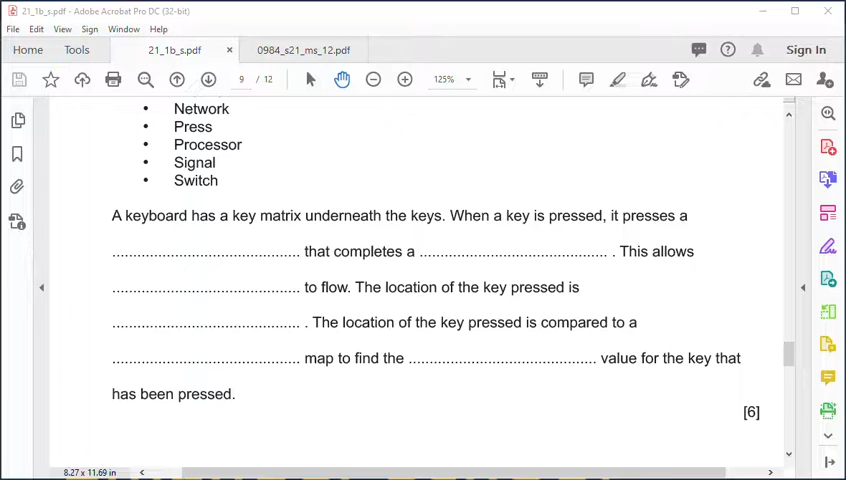 21_1b_s.pdf - Adobe Acrobat Pro DC (32-bit)
File Edit View Sign Window Help
Home Tools 21_1b_s.pdf × 0984_s21_ms_12.pdf Sign In
9 / 12 125%
• Network
• Press
• Processor
• Signal
• Switch
A keyboard has a key matrix underneath the keys. When a key is pressed, it presses a
............................................ that completes a ............................................ . This allows
............................................ to flow. The location of the key pressed is
............................................ . The location of the key pressed is compared to a
............................................ map to find the ............................................ value for the key that
has been pressed.
[6]
8.27 x 11.69 in